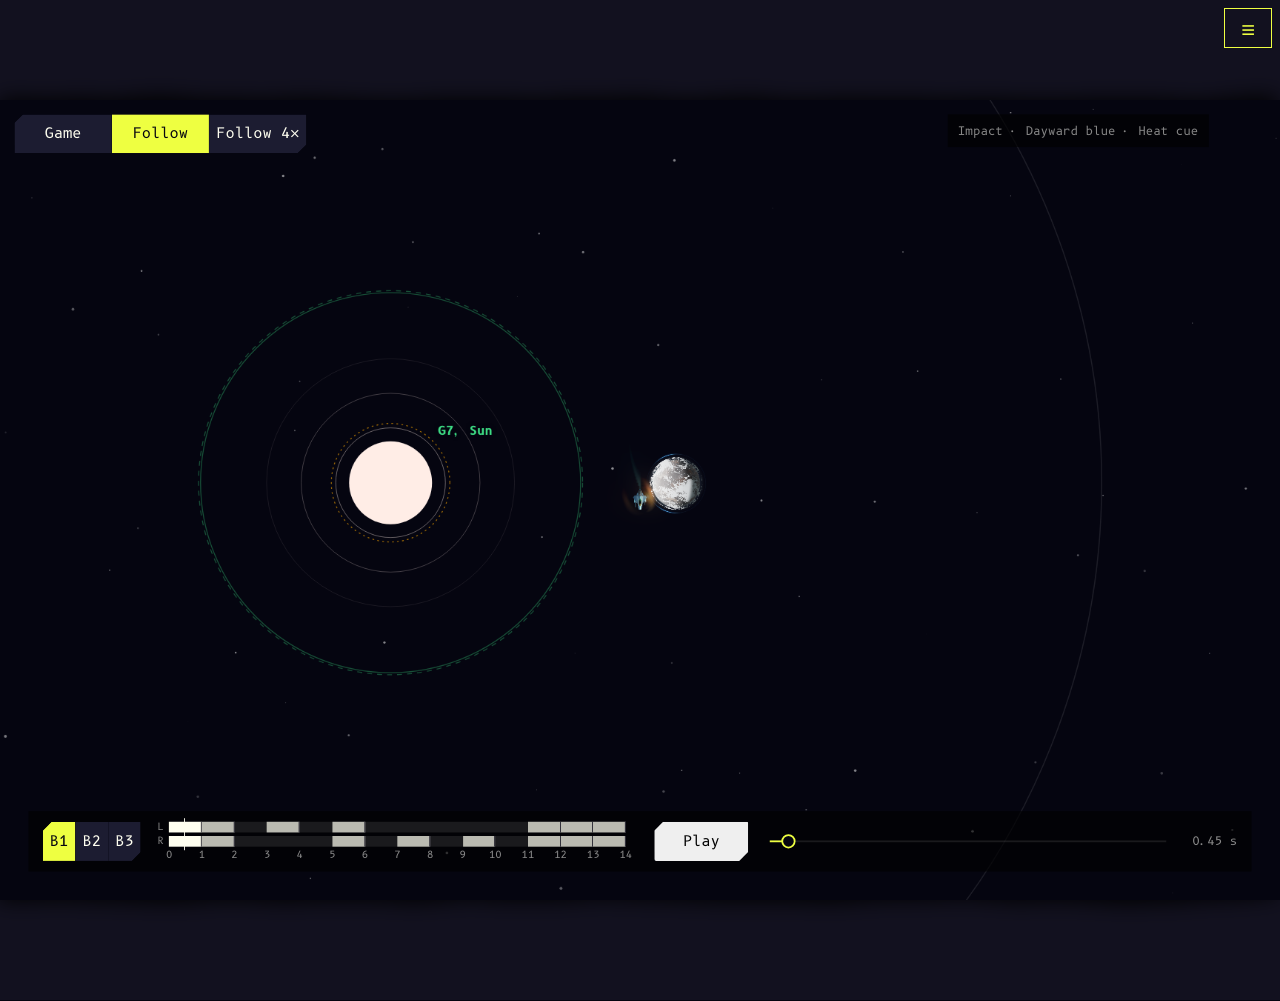 Game Follow Follow 4×
Impact · Dayward blue · Heat cue
G7, Sun
B1 B2 B3
L
R
0 1 2 3 4 5 6 7 8 9 10 11 12 13 14
Play
0.45 s